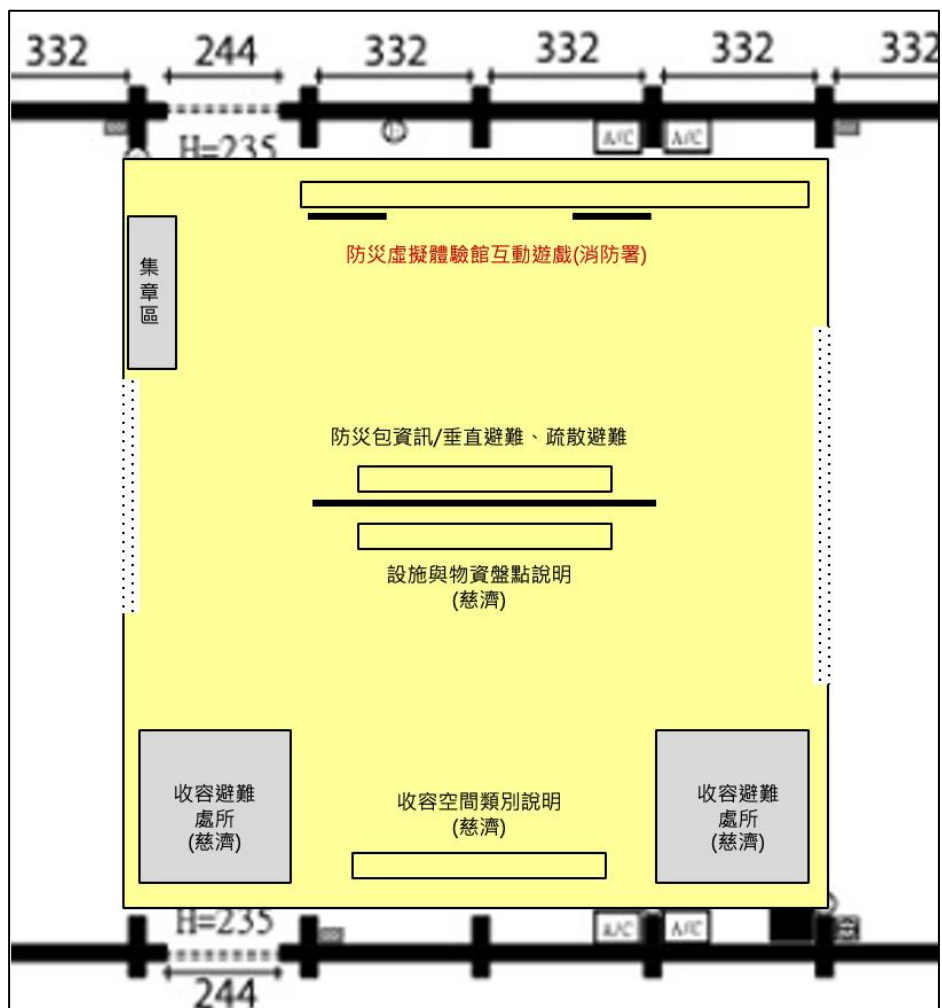 332
244
332
332
332
332
H=235
A/C
A/C
防災虛擬體驗館互動遊戲(消防署)
集
章
區
防災包資訊/垂直避難、疏散避難
設施與物資盤點說明
(慈濟)
收容避難
處所
(慈濟)
收容空間類別說明
(慈濟)
收容避難
處所
(慈濟)
H=235
A/C
A/C
244